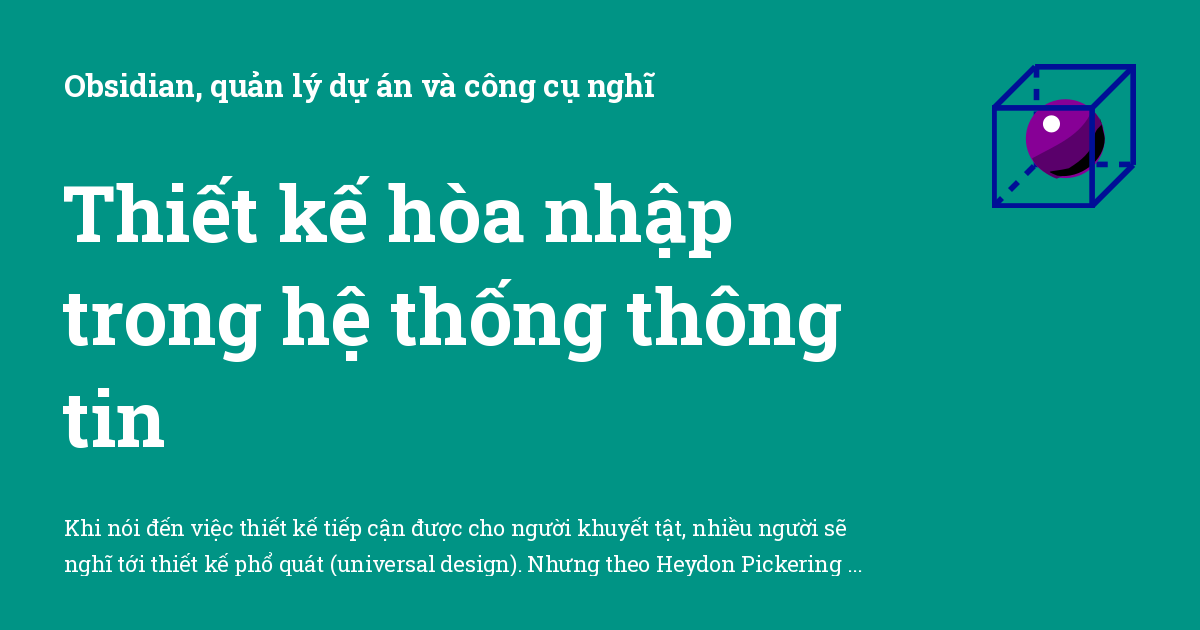 Obsidian, quản lý dự án và công cụ nghĩ
Thiết kế hòa nhập
trong hệ thống thông
tin
Khi nói đến việc thiết kế tiếp cận được cho người khuyết tật, nhiều người sẽ
nghĩ tới thiết kế phổ quát (universal design). Nhưng theo Heydon Pickering ...